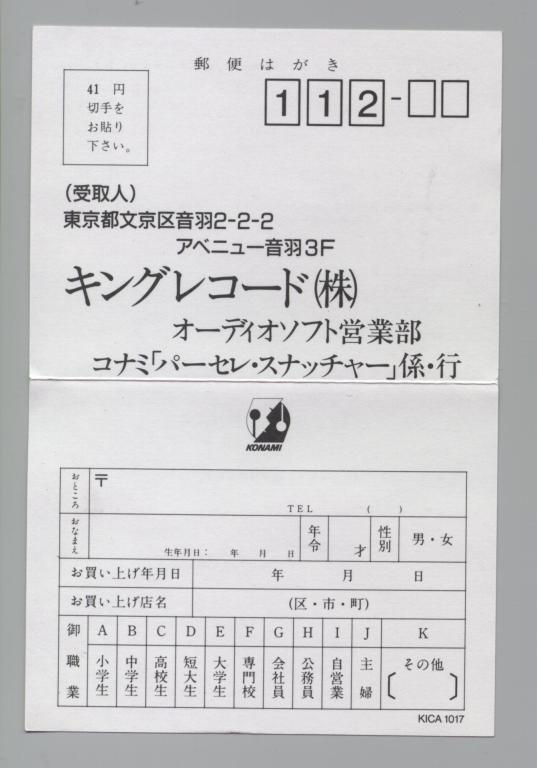 郵便はがき
41 円
切手を
お貼り
下さい。
112-
(受取人)
東京都文京区音羽2-2-2
アベニュー音羽3F
キングレコード(株)
オーディオソフト営業部
コナミ「パーセレ・スナッチャー」係・行
KONAMI
おところ 〒
TEL ( )
おなまえ 生年月日: 年 月 日 年令 才 性別 男・女
お買い上げ年月日 年 月 日
お買い上げ店名 (区・市・町)
御職業
A 小学生
B 中学生
C 高校生
D 短大生
E 大学生
F 専門校
G 会社員
H 公務員
I 自営業
J 主婦
K その他 [ ]
KICA 1017